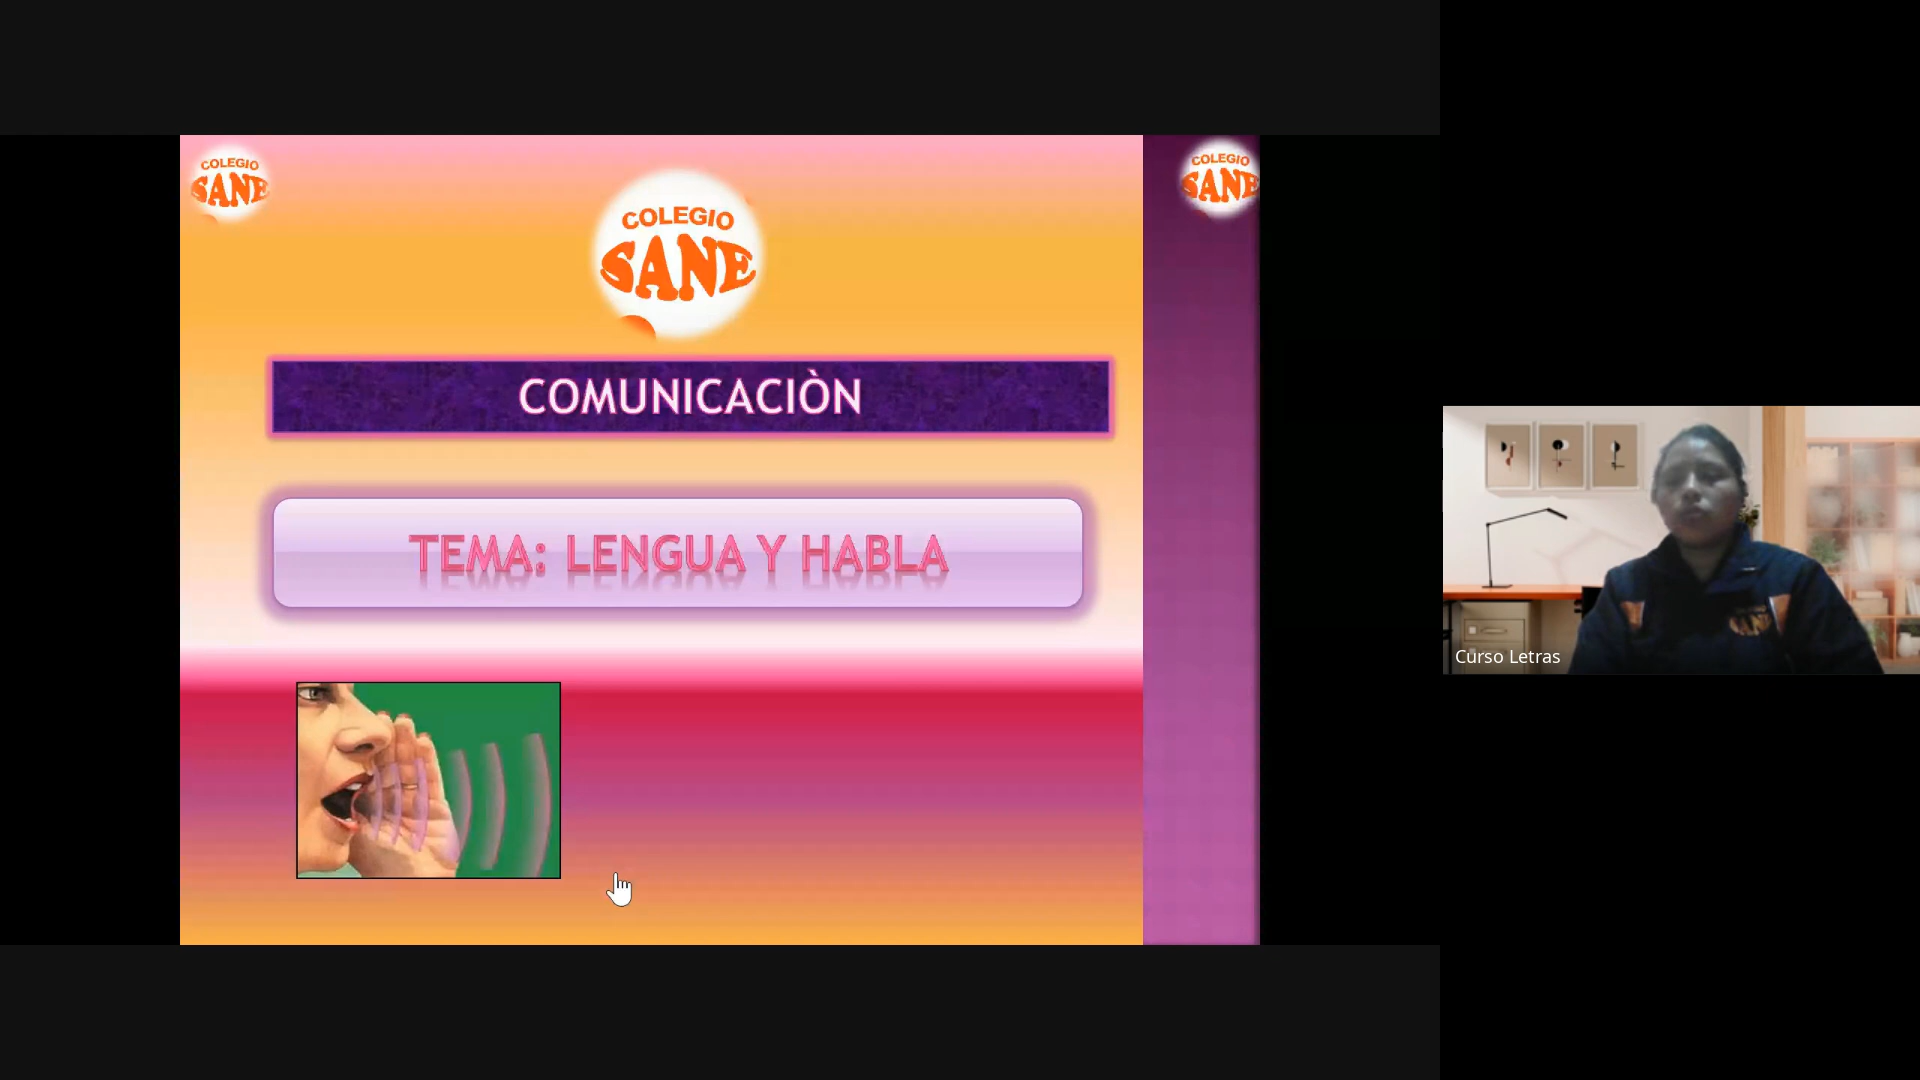 COLEGIO
SANE
COLEGIO
SANE
COLEGIO
SANE
COMUNICACIÒN
TEMA: LENGUA Y HABLA
Curso Letras